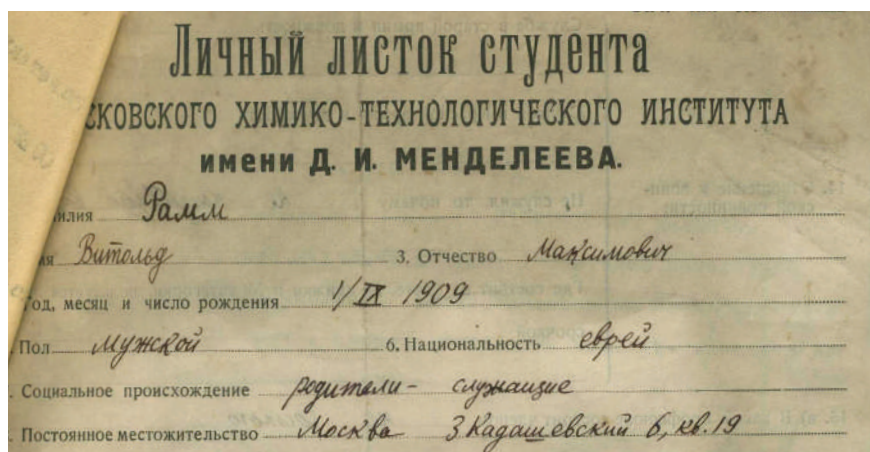 Личный листок студента
сковского химико-технологического института
имени Д. И. МЕНДЕЛЕЕВА.
илия Рамм
мя Витольд 3. Отчество Максимович
Год, месяц и число рождения 1/IX 1909
Пол мужской 6. Национальность еврей
Социальное происхождение родители - служащие
Постоянное местожительство Москва 3 Кадашевский 6, кв. 19